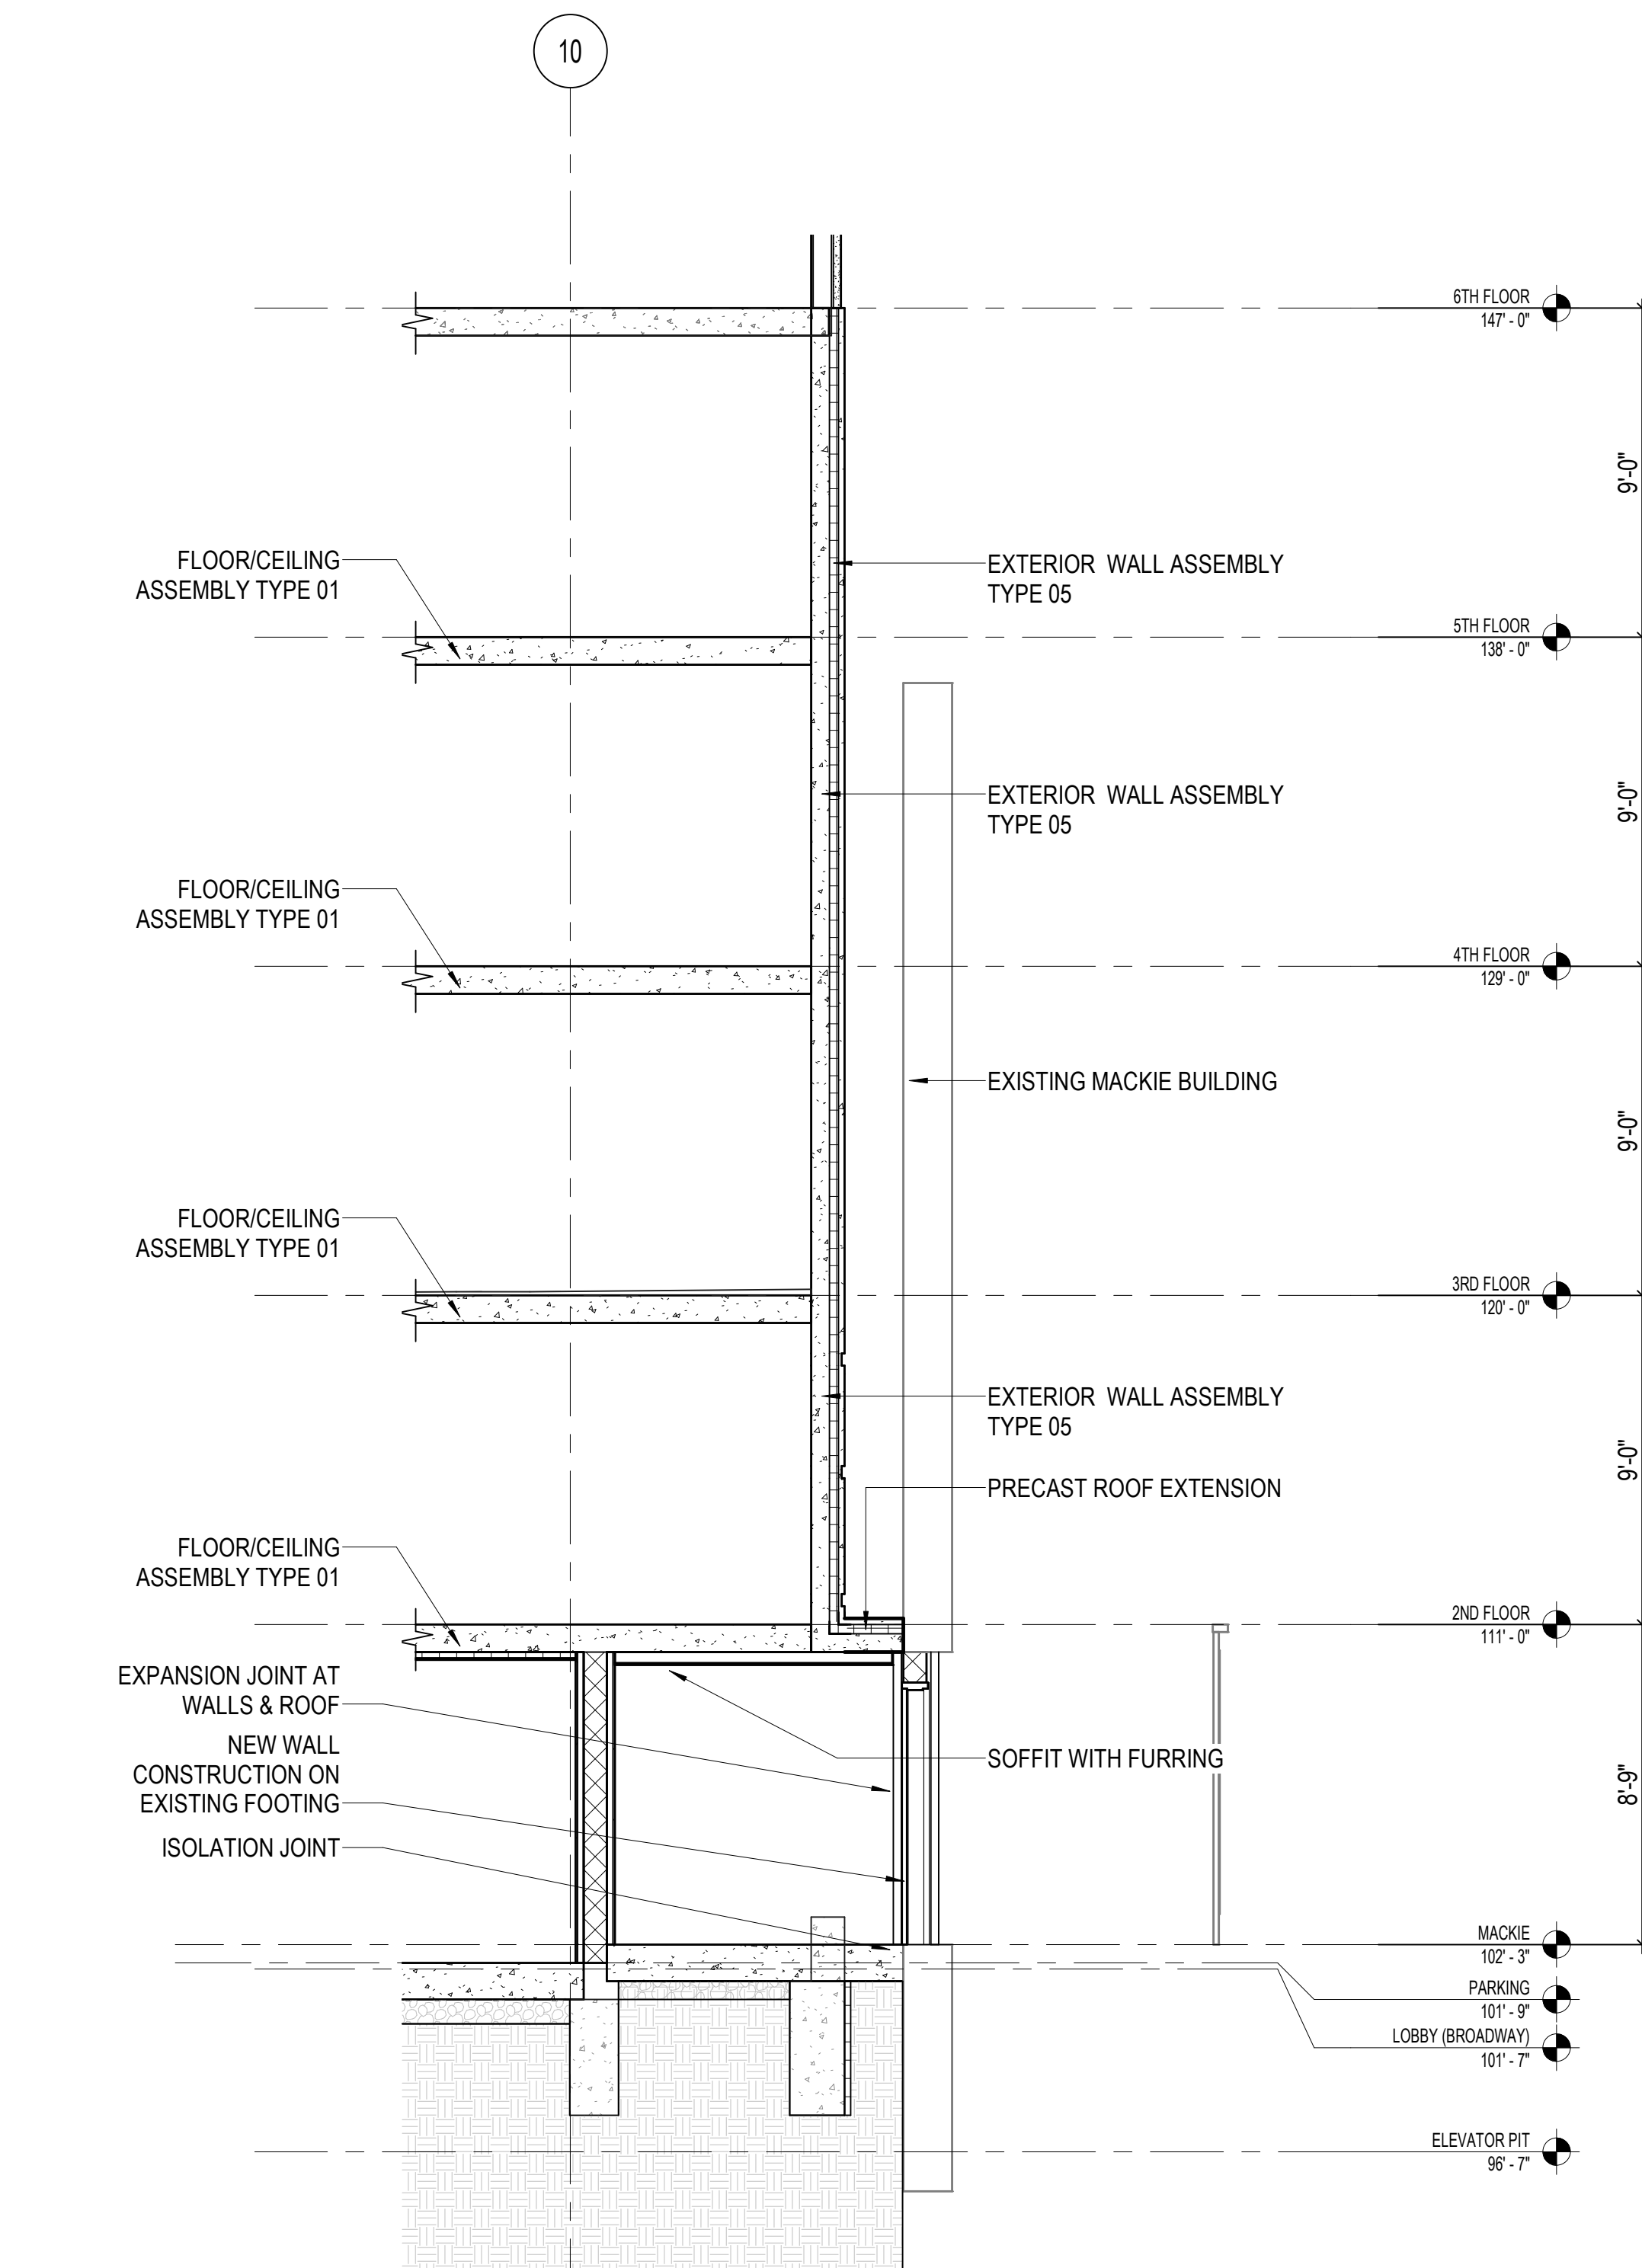 10
6TH FLOOR
147' - 0"
9'-0"
FLOOR/CEILING
ASSEMBLY TYPE 01
EXTERIOR WALL ASSEMBLY
TYPE 05
5TH FLOOR
138' - 0"
9'-0"
EXTERIOR WALL ASSEMBLY
TYPE 05
FLOOR/CEILING
ASSEMBLY TYPE 01
4TH FLOOR
129' - 0"
9'-0"
EXISTING MACKIE BUILDING
FLOOR/CEILING
ASSEMBLY TYPE 01
3RD FLOOR
120' - 0"
9'-0"
EXTERIOR WALL ASSEMBLY
TYPE 05
PRECAST ROOF EXTENSION
FLOOR/CEILING
ASSEMBLY TYPE 01
2ND FLOOR
111' - 0"
8'-9"
EXPANSION JOINT AT
WALLS & ROOF
NEW WALL
CONSTRUCTION ON
EXISTING FOOTING
ISOLATION JOINT
SOFFIT WITH FURRING
MACKIE
102' - 3"
PARKING
101' - 9"
LOBBY (BROADWAY)
101' - 7"
ELEVATOR PIT
96' - 7"